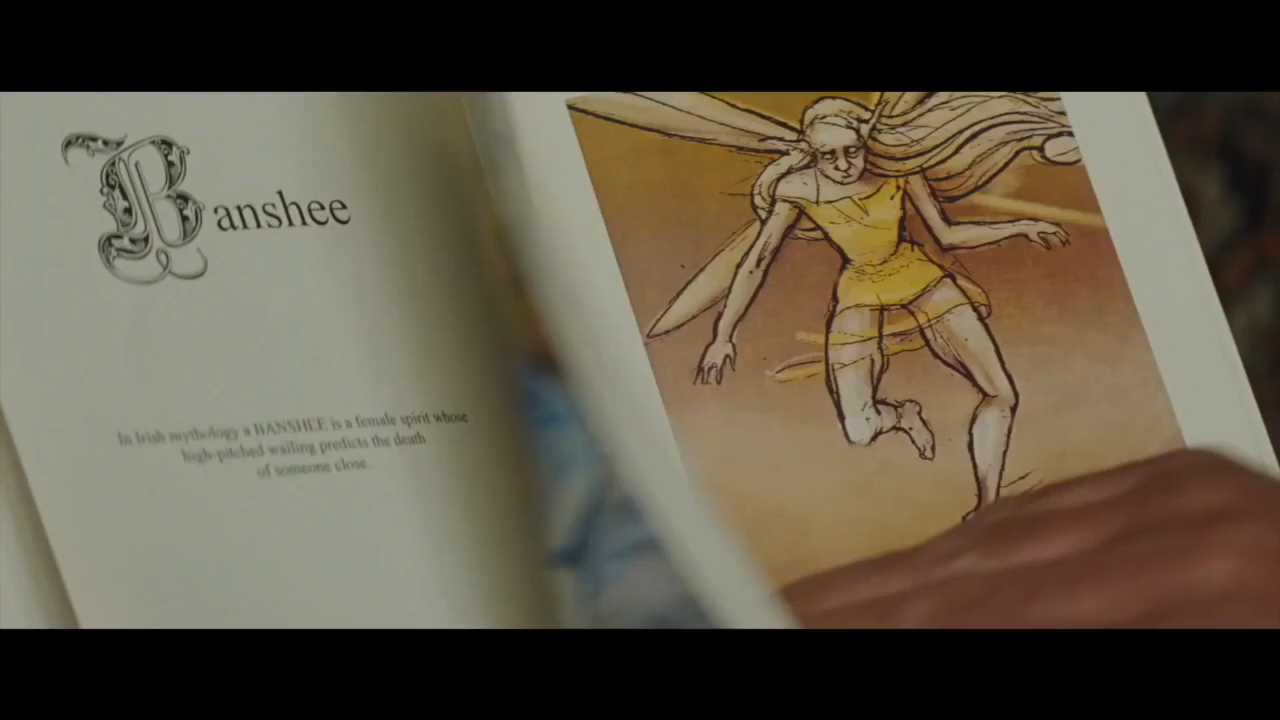 Banshee
In Irish mythology a BANSHEE is a female spirit whose
high-pitched wailing predicts the death
of someone close.